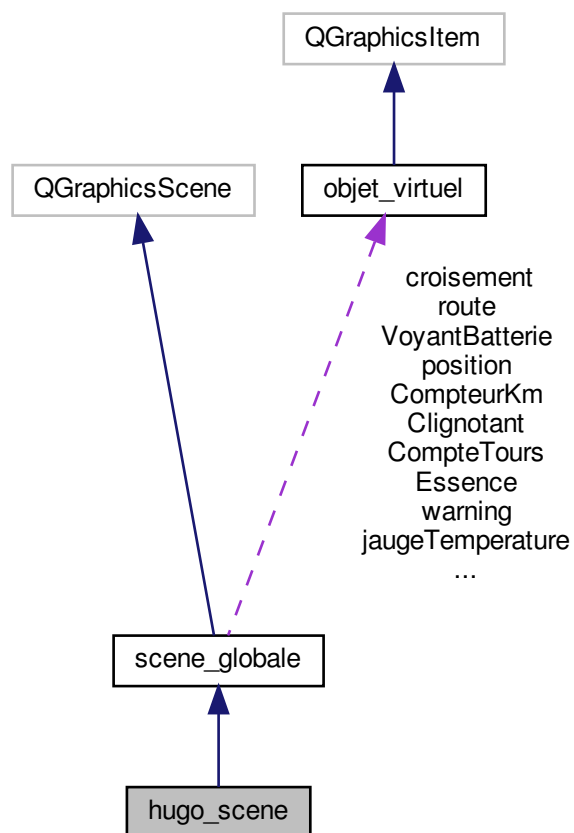 QGraphicsItem
QGraphicsScene
objet_virtuel
croisement
route
VoyantBatterie
position
CompteurKm
Clignotant
CompteTours
Essence
warning
jaugeTemperature
...
scene_globale
hugo_scene